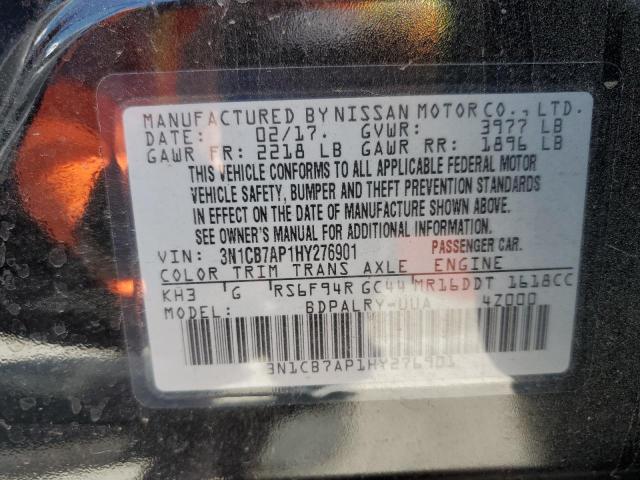 MANUFACTURED BY NISSAN MOTOR CO., LTD.
DATE: 02/17. GVWR: 3977 LB
GAWR FR: 2218 LB GAWR RR: 1896 LB
THIS VEHICLE CONFORMS TO ALL APPLICABLE FEDERAL MOTOR
VEHICLE SAFETY, BUMPER AND THEFT PREVENTION STANDARDS
IN EFFECT ON THE DATE OF MANUFACTURE SHOWN ABOVE.
SEE OWNER'S MANUAL FOR ADDITIONAL INFORMATION.
VIN: 3N1CB7AP1HY276901 PASSENGER CAR.
COLOR TRIM TRANS AXLE ENGINE
KH3 G RS6F94R GC44 MR16DDT 1618CC
MODEL: BDPALRY-UUA 4Z000
3N1CB7AP1HY276901